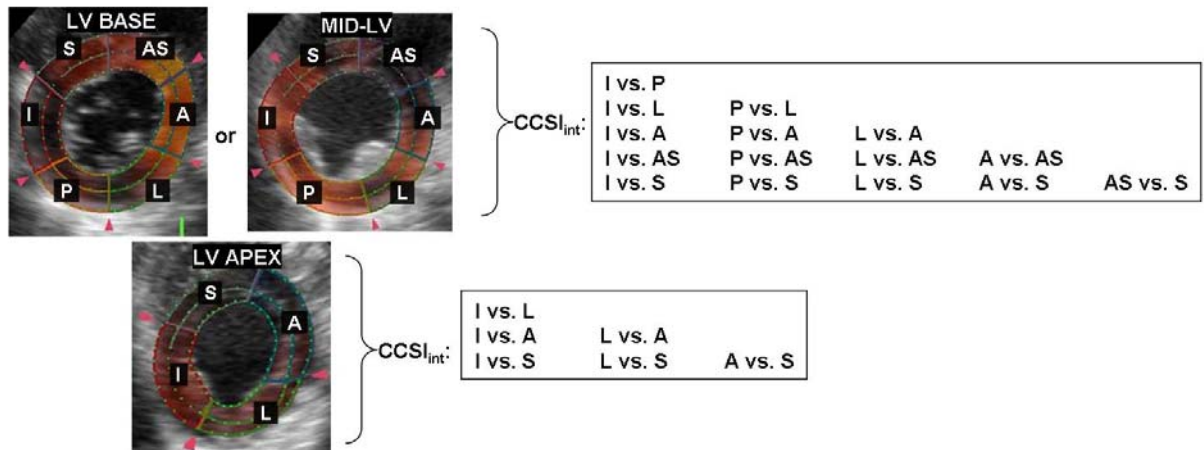 LV BASE
S AS
I A
P L
or
MID-LV
S AS
I A
P L
CCSIint:
I vs. P
I vs. L P vs. L
I vs. A P vs. A L vs. A
I vs. AS P vs. AS L vs. AS A vs. AS
I vs. S P vs. S L vs. S A vs. S AS vs. S
LV APEX
S
A
I
L
CCSIint:
I vs. L
I vs. A L vs. A
I vs. S L vs. S A vs. S